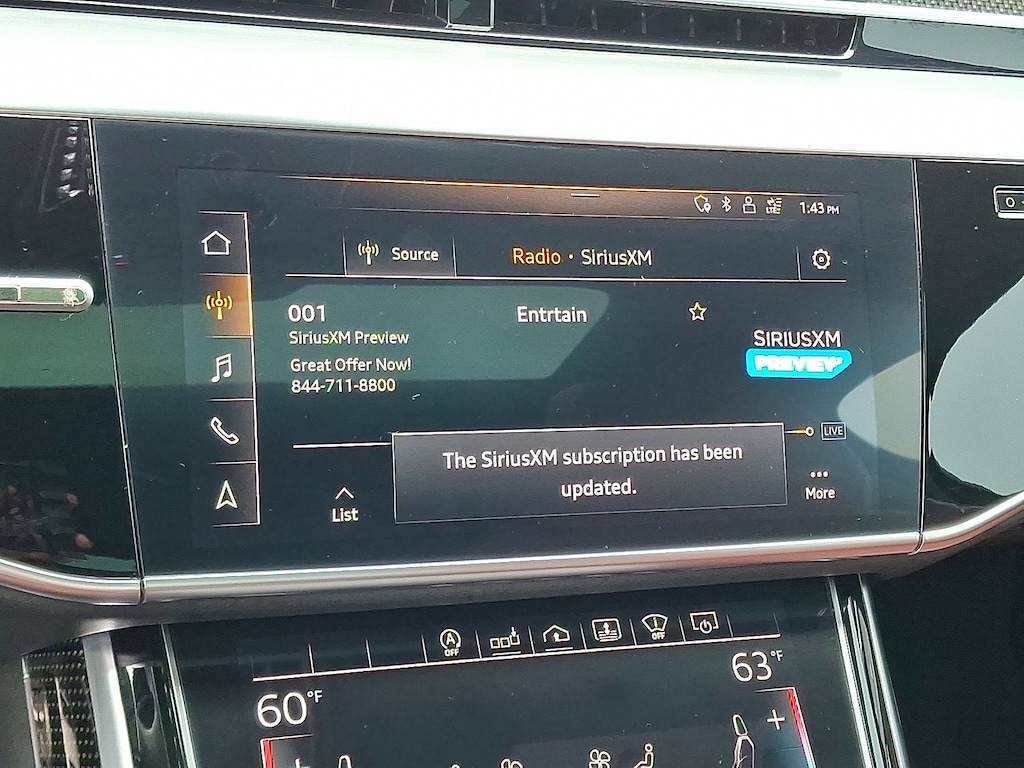 LTE
1:43 PM
Source
Radio • SiriusXM
001
Entrtain
SiriusXM Preview
SIRIUSXM
PREVIEW
Great Offer Now!
844-711-8800
LIVE
The SiriusXM subscription has been
updated.
List
More
A
OFF
OFF
60°F
63°F